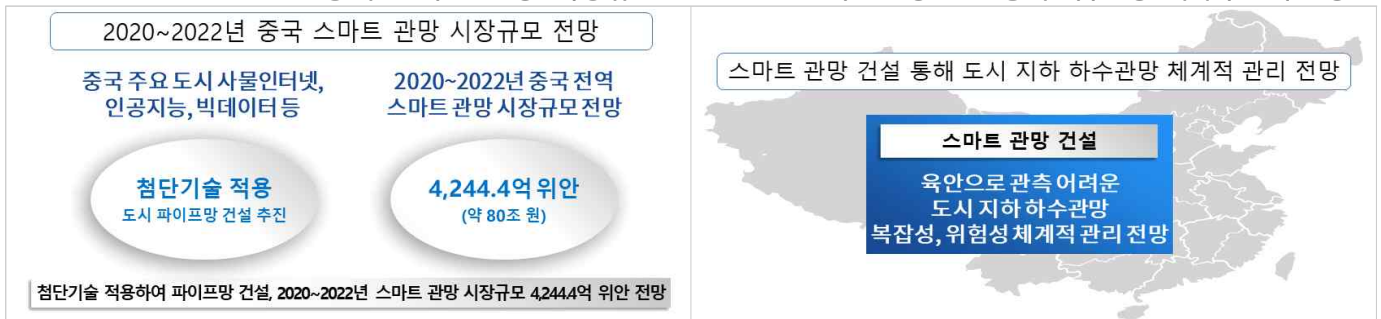 2020~2022년 중국 스마트 관망 시장규모 전망
중국 주요 도시 사물인터넷,
인공지능, 빅데이터 등
2020~2022년 중국 전역
스마트 관망 시장규모 전망
첨단기술 적용
도시 파이프망 건설 추진
4,244.4억 위안
(약 80조 원)
첨단기술 적용하여 파이프망 건설, 2020~2022년 스마트 관망 시장규모 4,244.4억 위안 전망
스마트 관망 건설 통해 도시 지하 하수관망 체계적 관리 전망
스마트 관망 건설
육안으로 관측 어려운
도시 지하 하수관망
복잡성, 위험성 체계적 관리 전망